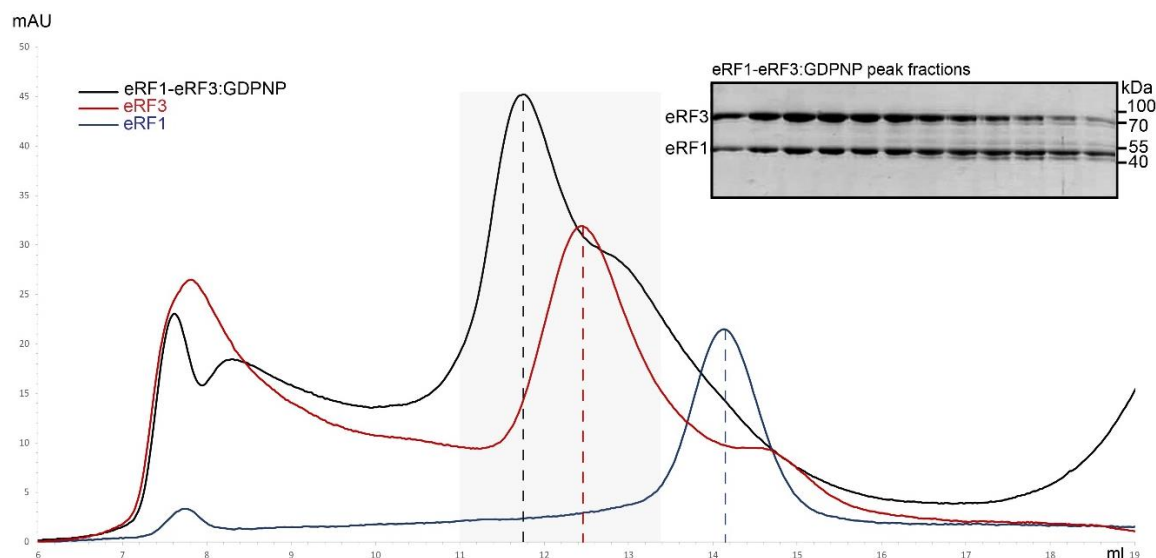 mAU
50
45
40
35
30
25
20
15
10
5
0
eRF1-eRF3:GDPNP
eRF3
eRF1
eRF1-eRF3:GDPNP peak fractions
kDa
eRF3
100
70
eRF1
55
40
6 7 8 9 10 11 12 13 14 15 16 17 18 19
ml